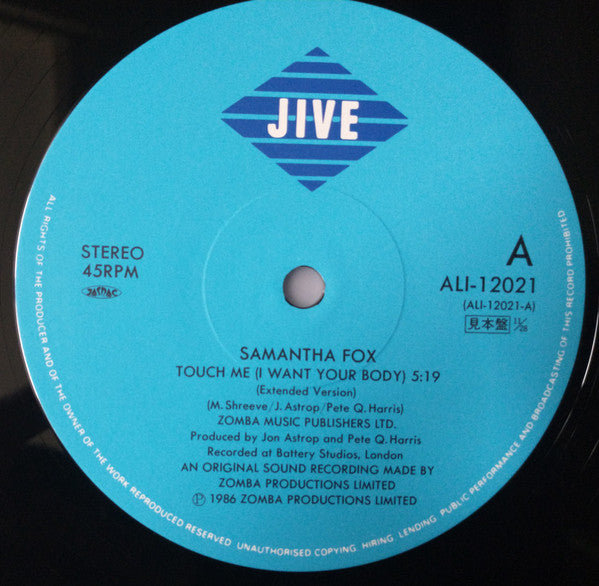 JIVE
STEREO
45RPM
JASRAC
A
ALI-12021
(ALI-12021-A)
見本盤 11/28
SAMANTHA FOX
TOUCH ME (I WANT YOUR BODY) 5:19
(Extended Version)
(M. Shreeve/J. Astrop/Pete Q. Harris)
ZOMBA MUSIC PUBLISHERS LTD.
Produced by Jon Astrop and Pete Q. Harris
Recorded at Battery Studios, London
AN ORIGINAL SOUND RECORDING MADE BY
ZOMBA PRODUCTIONS LIMITED
Ⓟ 1986 ZOMBA PRODUCTIONS LIMITED
ALL RIGHTS OF THE PRODUCER AND OF THE OWNER OF THE WORK REPRODUCED RESERVED. UNAUTHORISED COPYING, HIRING, LENDING, PUBLIC PERFORMANCE AND BROADCASTING OF THIS RECORD PROHIBITED